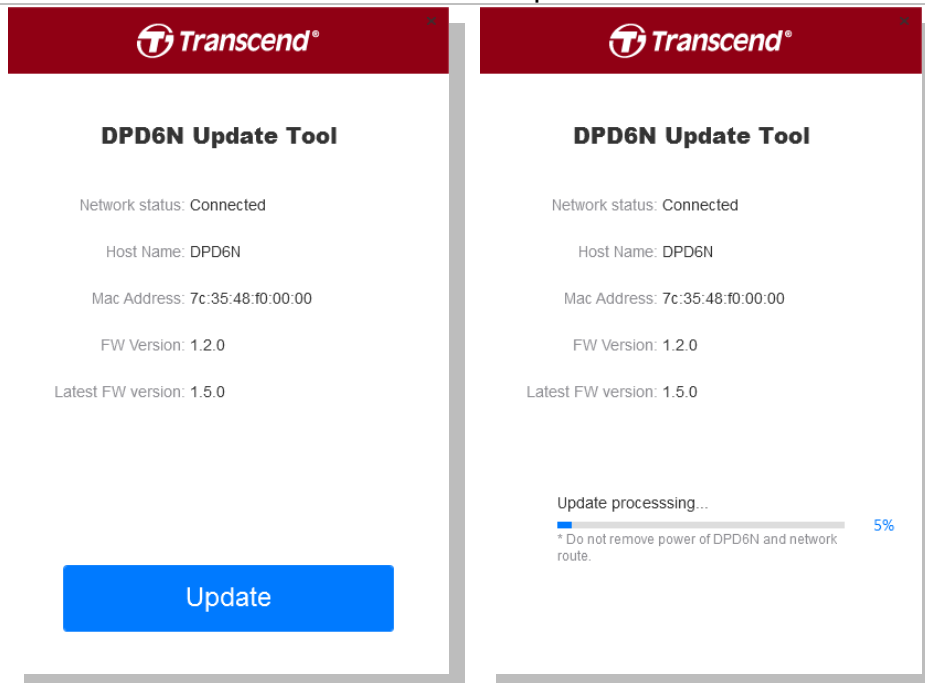 Transcend®
DPD6N Update Tool
Network status: Connected
Host Name: DPD6N
Mac Address: 7c:35:48:f0:00:00
FW Version: 1.2.0
Latest FW version: 1.5.0
Update
Transcend®
DPD6N Update Tool
Network status: Connected
Host Name: DPD6N
Mac Address: 7c:35:48:f0:00:00
FW Version: 1.2.0
Latest FW version: 1.5.0
Update processsing...
5%
* Do not remove power of DPD6N and network
route.